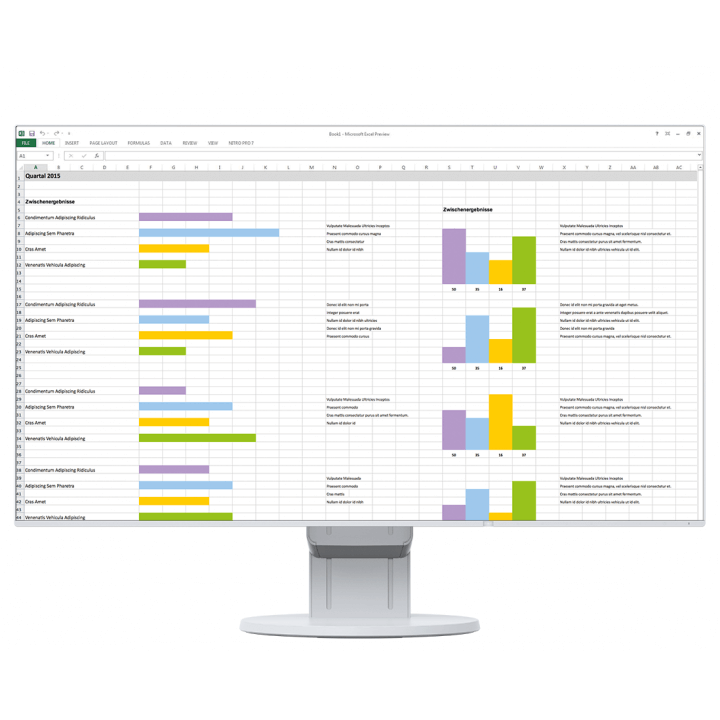 Book1 - Microsoft Excel Preview
FILE HOME INSERT PAGE LAYOUT FORMULAS DATA REVIEW VIEW NITRO PRO 7
A1 fx
A B C D E F G H I J K L M N O P Q R S T U V W X Y Z AA AB AC
1 Quartal 2015
2
3
4 Zwischenergebnisse
5 Zwischenergebnisse
6 Condimentum Adipiscing Ridiculus
7 Vulputate Malesuada Ultricies Inceptos Vulputate Malesuada Ultricies Inceptos
8 Adipiscing Sem Pharetra Praesent commodo cursus magna Praesent commodo cursus magna, vel scelerisque nisl consectetur et.
9 Cras mattis consectetur Cras mattis consectetur purus sit amet fermentum.
10 Cras Amet Nullam id dolor id nibh Nullam id dolor id nibh ultricies vehicula ut id elit.
11
12 Venenatis Vehicula Adipiscing
13
14
15 50 35 16 37
16
17 Condimentum Adipiscing Ridiculus Donec id elit non mi porta Donec id elit non mi porta gravida at eget metus.
18 Integer posuere erat Integer posuere erat a ante venenatis dapibus posuere velit aliquet.
19 Adipiscing Sem Pharetra Nullam id dolor id nibh ultricies Nullam id dolor id nibh ultricies vehicula ut id elit.
20 Donec id elit non mi porta gravida Donec id elit non mi porta gravida
21 Cras Amet Praesent commodo cursus Praesent commodo cursus magna, vel scelerisque nisl consectetur et.
22
23 Venenatis Vehicula Adipiscing
24
25 50 35 16 37
26
27
28 Condimentum Adipiscing Ridiculus
29 Vulputate Malesuada Ultricies Inceptos Vulputate Malesuada Ultricies Inceptos
30 Adipiscing Sem Pharetra Praesent commodo Praesent commodo cursus magna, vel scelerisque nisl consectetur et.
31 Cras mattis consectetur purus sit amet fermentum. Cras mattis consectetur purus sit amet fermentum.
32 Cras Amet Nullam id dolor id Nullam id dolor id nibh ultricies vehicula ut id elit.
33
34 Venenatis Vehicula Adipiscing
35
36 50 35 16 37
37
38 Condimentum Adipiscing Ridiculus
39 Vulputate Malesuada Vulputate Malesuada Ultricies Inceptos
40 Adipiscing Sem Pharetra Praesent commodo Praesent commodo cursus magna, vel scelerisque nisl consectetur et.
41 Cras mattis Cras mattis consectetur purus sit amet fermentum.
42 Cras Amet Nullam id dolor id nibh Nullam id dolor id nibh ultricies vehicula ut id elit.
43
44 Venenatis Vehicula Adipiscing